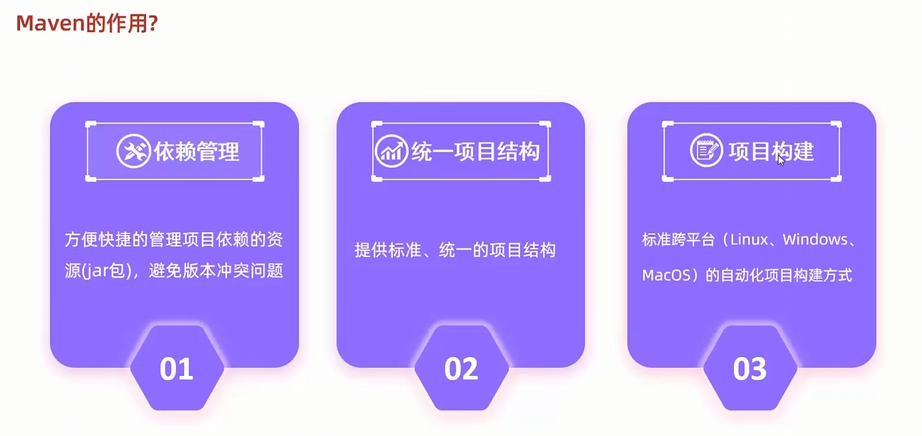 Maven的作用?
依赖管理
方便快捷的管理项目依赖的资
源(jar包)，避免版本冲突问题
01
统一项目结构
提供标准、统一的项目结构
02
项目构建
标准跨平台（Linux、Windows、
MacOS）的自动化项目构建方式
03